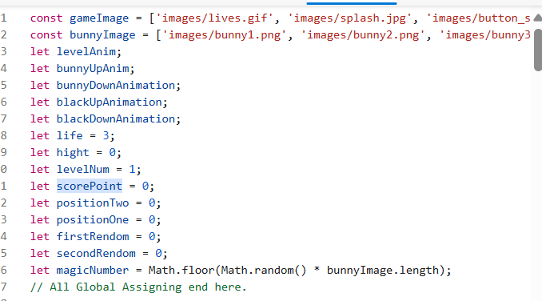 1 const gameImage = ['images/lives.gif', 'images/splash.jpg', 'images/button_s
2 const bunnyImage = ['images/bunny1.png', 'images/bunny2.png', 'images/bunny3
3 let levelAnim;
4 let bunnyUpAnim;
5 let bunnyDownAnimation;
6 let blackUpAnimation;
7 let blackDownAnimation;
8 let life = 3;
9 let hight = 0;
0 let levelNum = 1;
1 let scorePoint = 0;
2 let positionTwo = 0;
3 let positionOne = 0;
4 let firstRendom = 0;
5 let secondRendom = 0;
6 let magicNumber = Math.floor(Math.random() * bunnyImage.length);
7 // All Global Assigning end here.